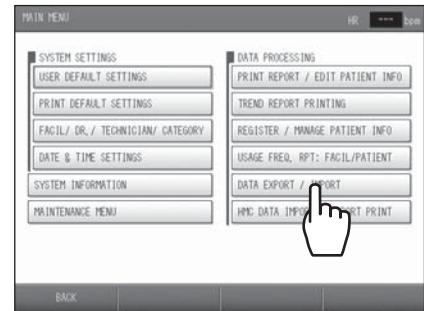 MAIN MENU
HR --- bpm
SYSTEM SETTINGS
USER DEFAULT SETTINGS
PRINT DEFAULT SETTINGS
FACIL/ DR./ TECHNICIAN/ CATEGORY
DATE & TIME SETTINGS
SYSTEM INFORMATION
MAINTENANCE MENU
DATA PROCESSING
PRINT REPORT / EDIT PATIENT INFO
TREND REPORT PRINTING
REGISTER / MANAGE PATIENT INFO
USAGE FREQ. RPT: FACIL/PATIENT
DATA EXPORT / IMPORT
HMC DATA PRINT
BACK